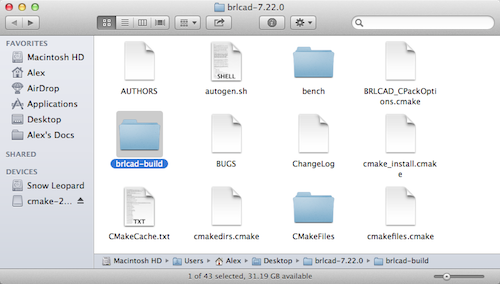 brlcad-7.22.0
FAVORITES
Macintosh HD
Alex
AirDrop
Applications
Desktop
Alex's Docs
SHARED
DEVICES
Snow Leopard
cmake-2...
AUTHORS
SHELL
autogen.sh
bench
BRLCAD_CPackOpti
ons.cmake
brlcad-build
BUGS
ChangeLog
cmake_install.cmak
e
TXT
CMakeCache.txt
cmakedirs.cmake
CMakeFiles
cmakefiles.cmake
Macintosh HD Users Alex Desktop brlcad-7.22.0 brlcad-build
1 of 43 selected, 31.19 GB available